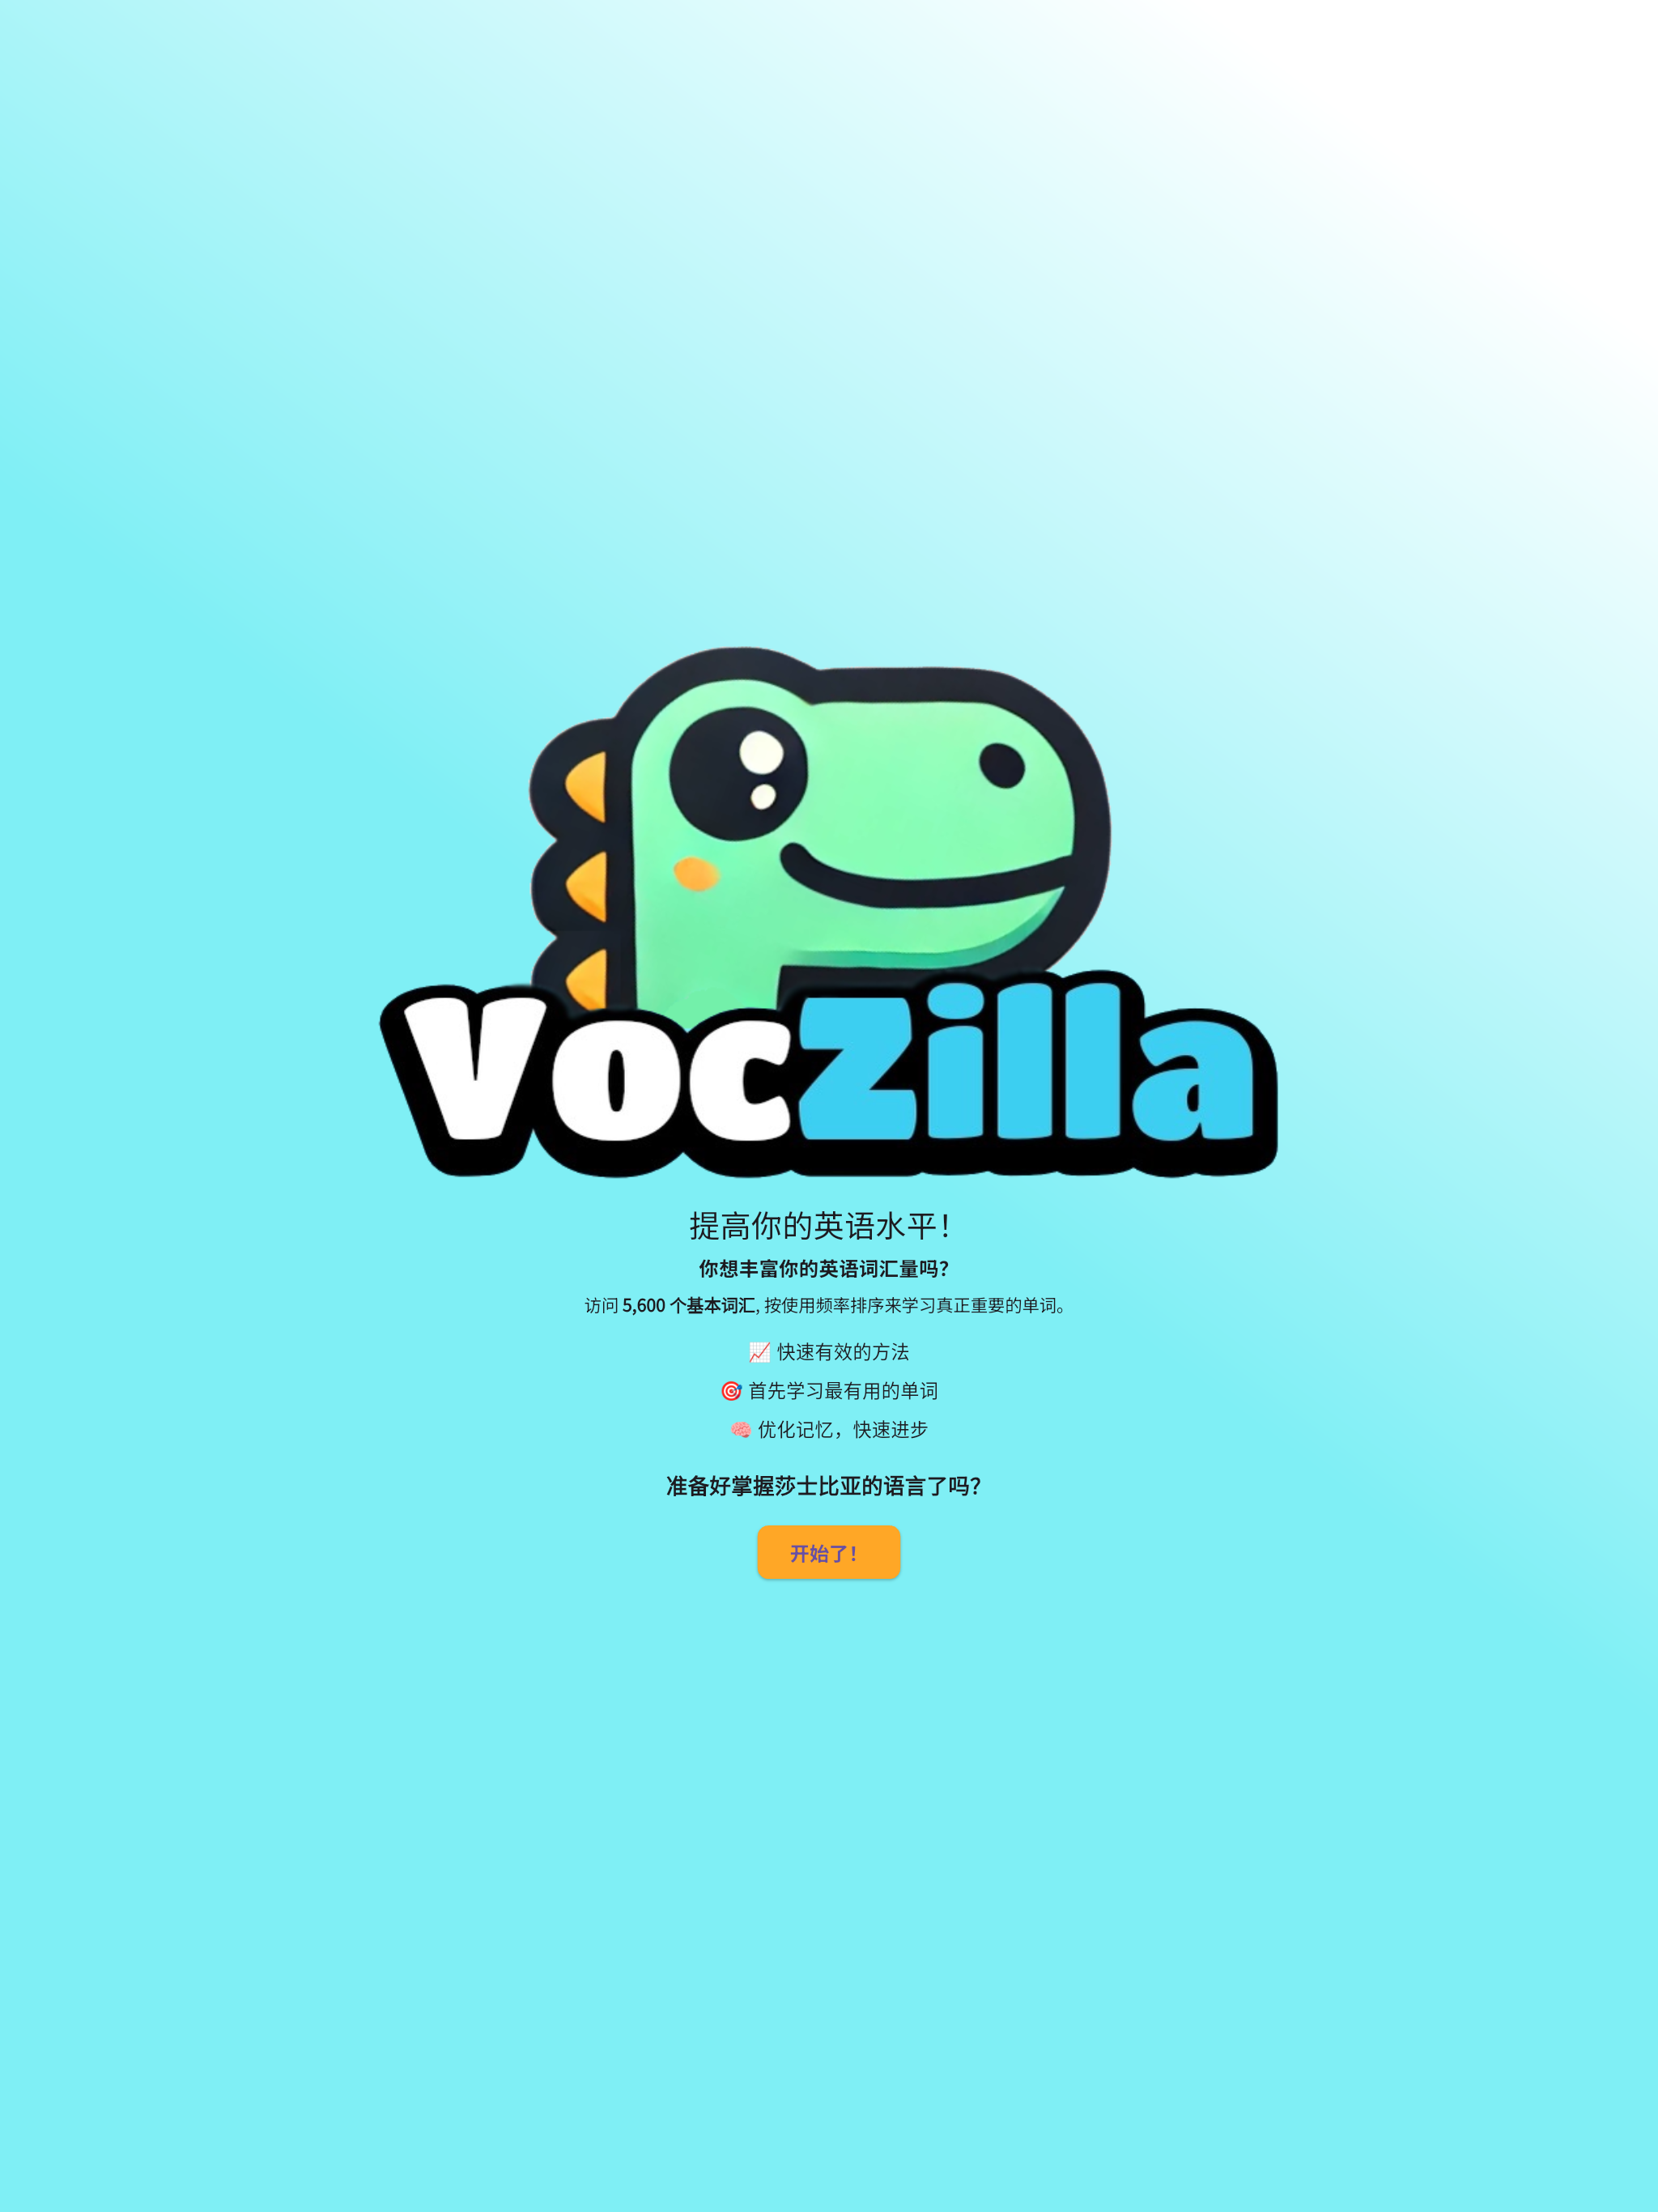 VocZilla
提高你的英语水平！
你想丰富你的英语词汇量吗？
访问 5,600 个基本词汇, 按使用频率排序来学习真正重要的单词。
📈 快速有效的方法
🎯 首先学习最有用的单词
🧠 优化记忆，快速进步
准备好掌握莎士比亚的语言了吗？
开始了！